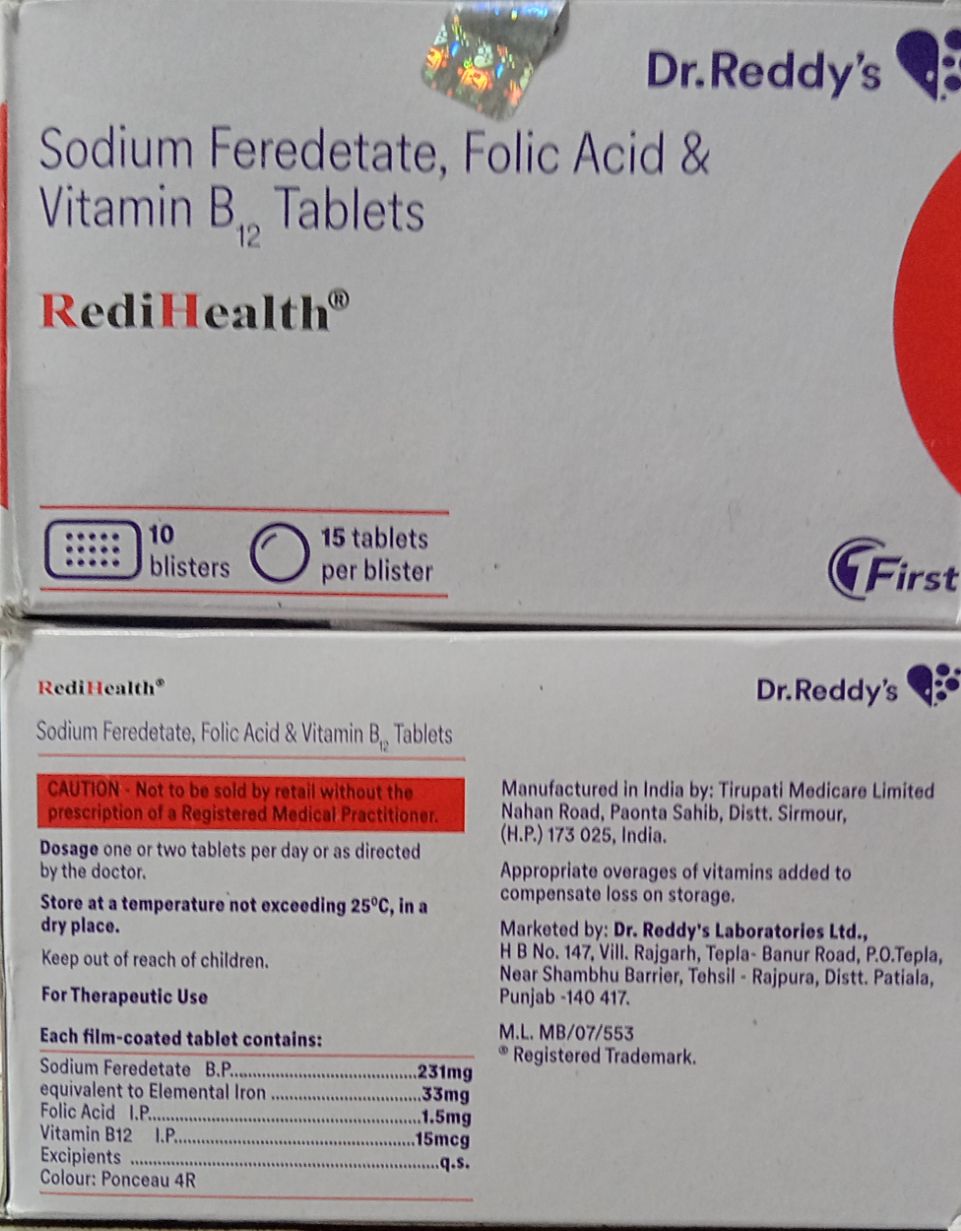 Dr.Reddy's
Sodium Feredetate, Folic Acid &
Vitamin B12 Tablets
RediHealth®
10
blisters
15 tablets
per blister
1First
RediHealth®
Dr.Reddy's
Sodium Feredetate, Folic Acid & Vitamin B12 Tablets
CAUTION - Not to be sold by retail without the
prescription of a Registered Medical Practitioner.
Dosage one or two tablets per day or as directed
by the doctor.
Store at a temperature not exceeding 25ºC, in a
dry place.
Keep out of reach of children.
For Therapeutic Use
Each film-coated tablet contains:
Sodium Feredetate B.P....................................231mg
equivalent to Elemental Iron .............................33mg
Folic Acid I.P....................................................1.5mg
Vitamin B12 I.P..............................................15mcg
Excipients ...........................................................q.s.
Colour: Ponceau 4R
Manufactured in India by: Tirupati Medicare Limited
Nahan Road, Paonta Sahib, Distt. Sirmour,
(H.P.) 173 025, India.
Appropriate overages of vitamins added to
compensate loss on storage.
Marketed by: Dr. Reddy's Laboratories Ltd.,
H B No. 147, Vill. Rajgarh, Tepla- Banur Road, P.O.Tepla,
Near Shambhu Barrier, Tehsil - Rajpura, Distt. Patiala,
Punjab -140 417.
M.L. MB/07/553
® Registered Trademark.